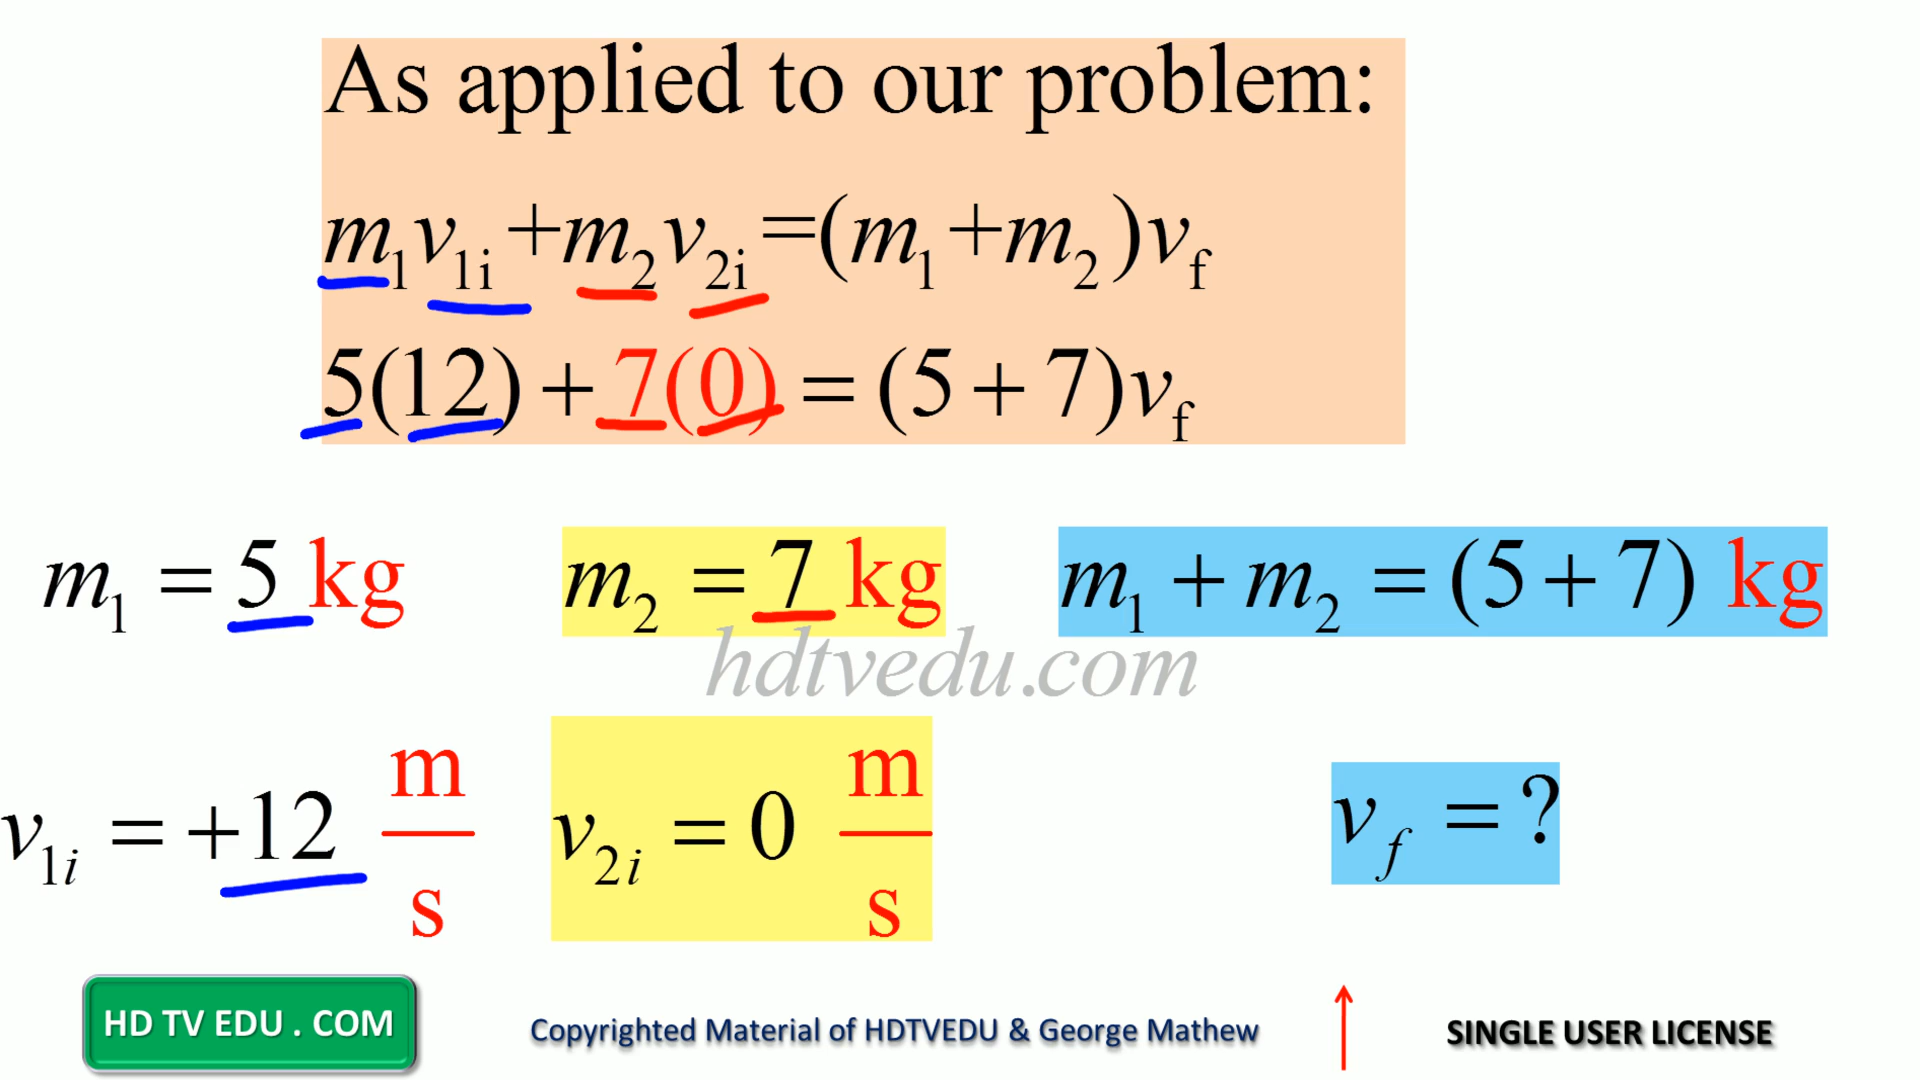 As applied to our problem:
m₁v₁ᵢ+m₂v₂ᵢ=(m₁+m₂)v_f
5(12) + 7(0) = (5 + 7)v_f
m₁ = 5 kg
m₂ = 7 kg
m₁ + m₂ = (5 + 7) kg
hdtvedu.com
v₁ᵢ = +12 m/s
v₂ᵢ = 0 m/s
v_f = ?
HD TV EDU . COM
Copyrighted Material of HDTVEDU & George Mathew
SINGLE USER LICENSE